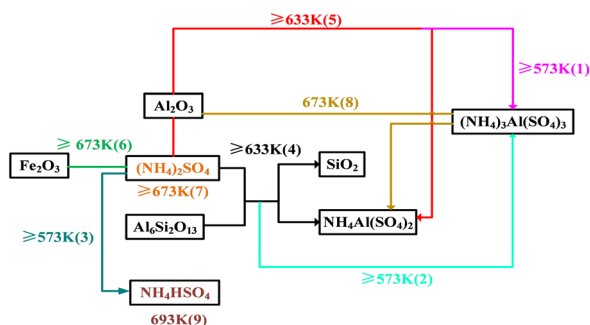 ≥633K(5)
≥573K(1)
Al₂O₃
673K(8)
(NH₄)₃Al(SO₄)₃
≥ 673K(6)
≥633K(4)
Fe₂O₃
(NH₄)₂SO₄
SiO₂
≥673K(7)
Al₆Si₂O₁₃
NH₄Al(SO₄)₂
≥573K(3)
≥573K(2)
NH₄HSO₄
693K(9)